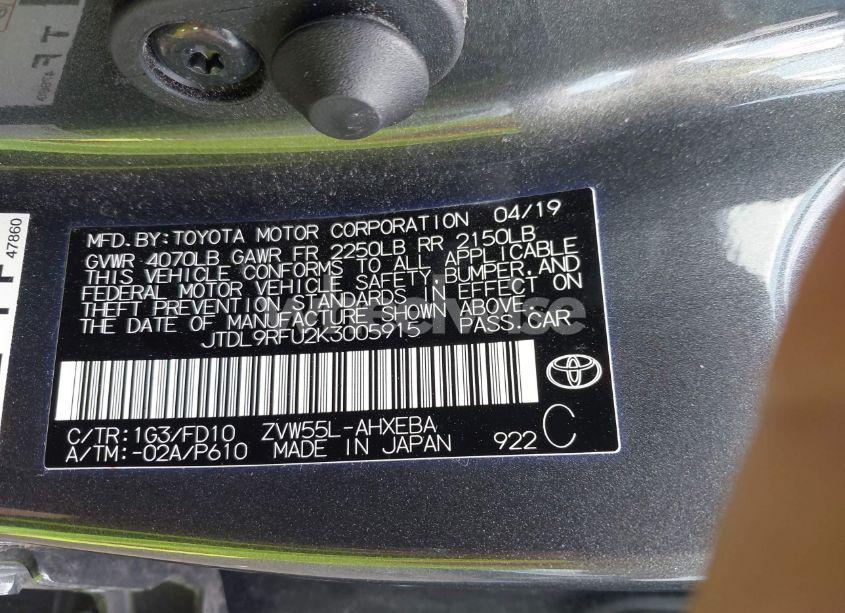 MFD. BY: TOYOTA MOTOR CORPORATION 04/19
GVWR 4070LB GAWR FR 2250LB RR 2150LB
THIS VEHICLE CONFORMS TO ALL APPLICABLE
FEDERAL MOTOR VEHICLE SAFETY, BUMPER, AND
THEFT PREVENTION STANDARDS IN EFFECT ON
THE DATE OF MANUFACTURE SHOWN ABOVE.
JTDL9RFU2K3005915 PASS. CAR
C/TR: 1G3/FD10 ZVW55L-AHXEBA
A/TM: -02A/P610 MADE IN JAPAN 922 C
47860